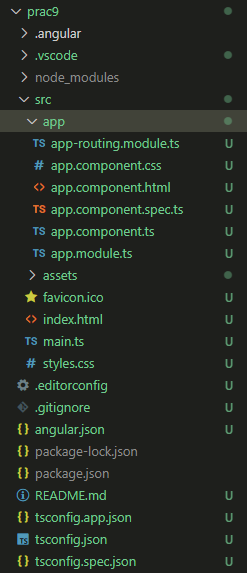 prac9
.angular
.vscode
node_modules
src
app
TS app-routing.module.ts U
# app.component.css U
<> app.component.html U
TS app.component.spec.ts U
TS app.component.ts U
TS app.module.ts U
assets
favicon.ico U
<> index.html U
TS main.ts U
# styles.css U
.editorconfig U
.gitignore U
{} angular.json U
{} package-lock.json
{} package.json
README.md U
{} tsconfig.app.json U
TS tsconfig.json U
{} tsconfig.spec.json U